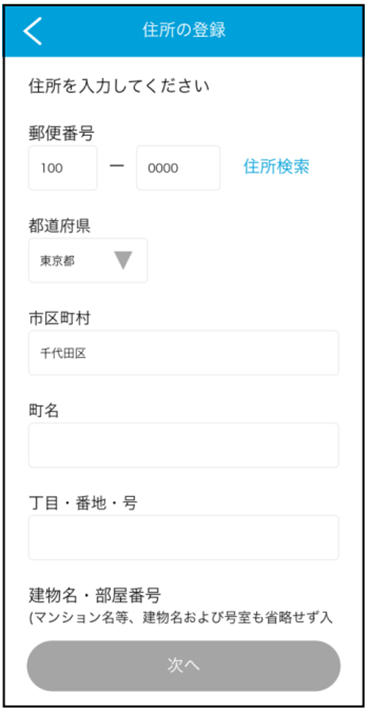 住所の登録
住所を入力してください
郵便番号
100 ー 0000 住所検索
都道府県
東京都
市区町村
千代田区
町名
丁目・番地・号
建物名・部屋番号
(マンション名等、建物名および号室も省略せず入
次へ